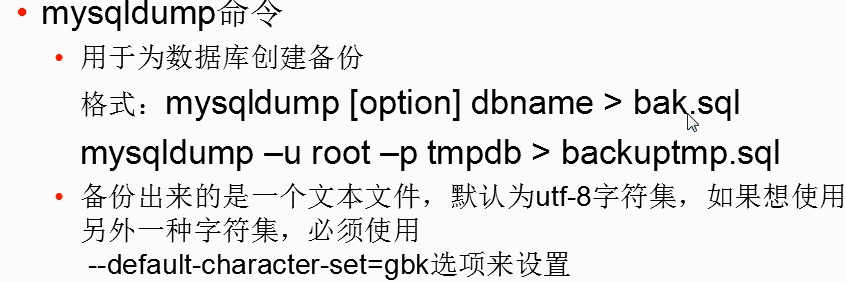 • mysqldump命令
• 用于为数据库创建备份
格式：mysqldump [option] dbname > bak.sql
mysqldump –u root –p tmpdb > backuptmp.sql
• 备份出来的是一个文本文件，默认为utf-8字符集，如果想使用
另外一种字符集，必须使用
--default-character-set=gbk选项来设置